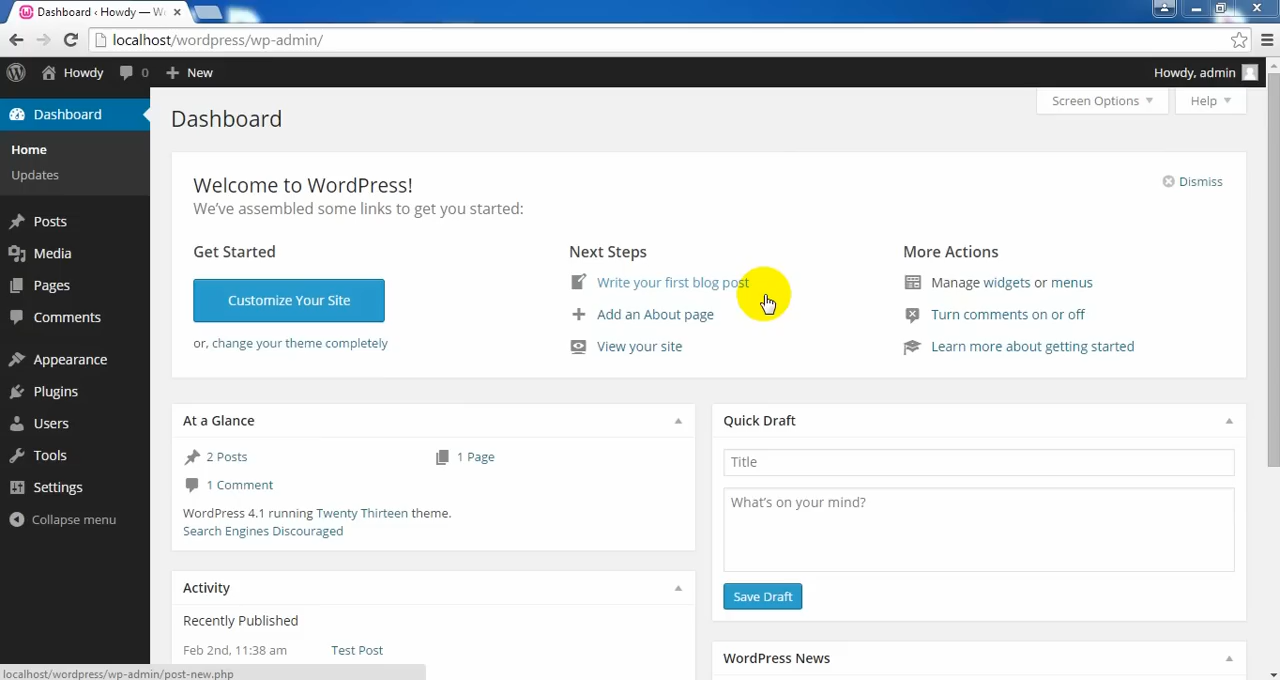 Dashboard ‹ Howdy — W
localhost/wordpress/wp-admin/
Howdy
0
New
Howdy, admin
Dashboard
Home
Updates
Posts
Media
Pages
Comments
Appearance
Plugins
Users
Tools
Settings
Collapse menu
Screen Options
Help
Dashboard
Welcome to WordPress!
Dismiss
We've assembled some links to get you started:
Get Started
Customize Your Site
or, change your theme completely
Next Steps
Write your first blog post
Add an About page
View your site
More Actions
Manage widgets or menus
Turn comments on or off
Learn more about getting started
At a Glance
2 Posts
1 Page
1 Comment
WordPress 4.1 running Twenty Thirteen theme.
Search Engines Discouraged
Activity
Recently Published
Feb 2nd, 11:38 am Test Post
Quick Draft
Title
What's on your mind?
Save Draft
WordPress News
localhost/wordpress/wp-admin/post-new.php